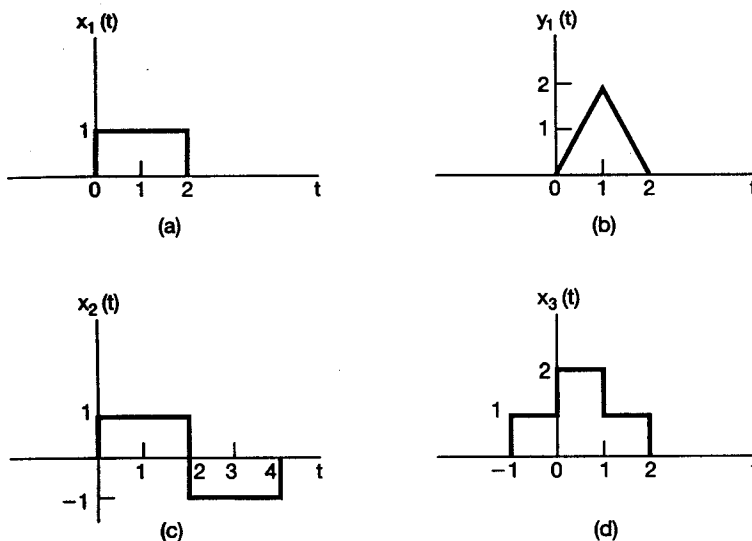 x₁ (t)
1
0 1 2 t
(a)
y₁ (t)
2
1
0 1 2 t
(b)
x₂ (t)
1
1 2 3 4 t
−1
(c)
x₃ (t)
2
1
−1 0 1 2
(d)